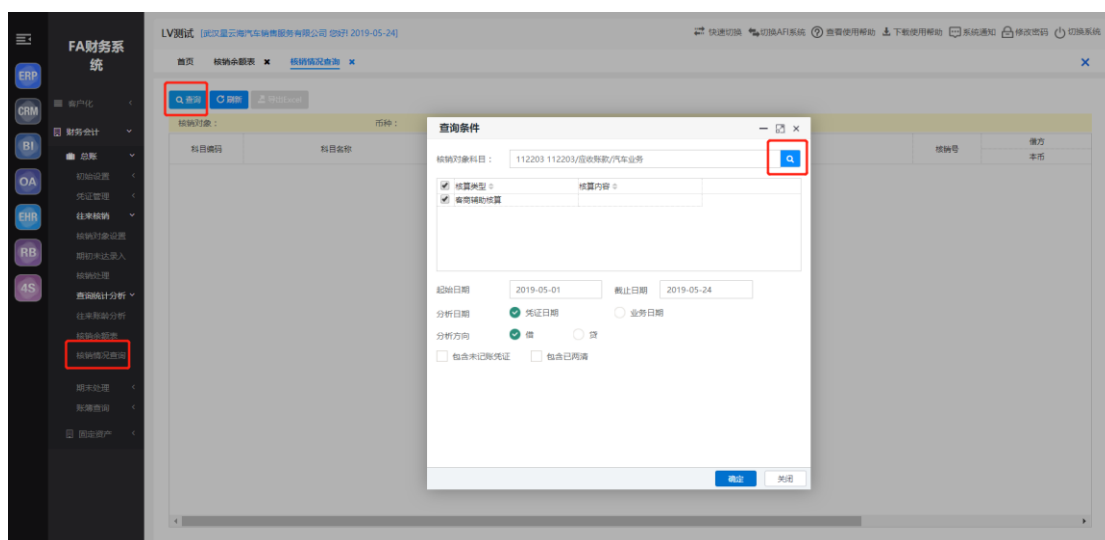 LV测试 [武汉星云海汽车销售服务有限公司 您好! 2019-05-24]
快速切换 切换AFI系统 查看使用帮助 下载使用帮助 系统通知 修改密码 切换系统
FA财务系统
首页 核销余额表 × 核销情况查询 ×
ERP
CRM
BI
OA
EHR
RB
4S
客户化
财务会计
总账
初始设置
凭证管理
往来核销
核销对象设置
期初未达录入
核销处理
查询统计分析
往来账龄分析
核销余额表
核销情况查询
期末处理
账簿查询
固定资产
查询 刷新 导出Excel
核销对象： 币种：
科目编码 科目名称 核销号 借方
本币
查询条件
核销对象科目： 112203 112203/应收账款/汽车业务
核算类型 核算内容
客商辅助核算
起始日期 2019-05-01 截止日期 2019-05-24
分析日期 凭证日期 业务日期
分析方向 借 贷
包含未记账凭证 包含已两清
确定 关闭